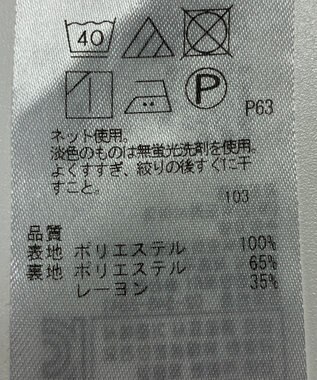 40
P
P63
ネット使用。
淡色のものは無蛍光洗剤を使用。
よくすすぎ、絞りの後すぐに干
すこと。
103
品質
表地 ポリエステル 100%
裏地 ポリエステル 65%
レーヨン 35%